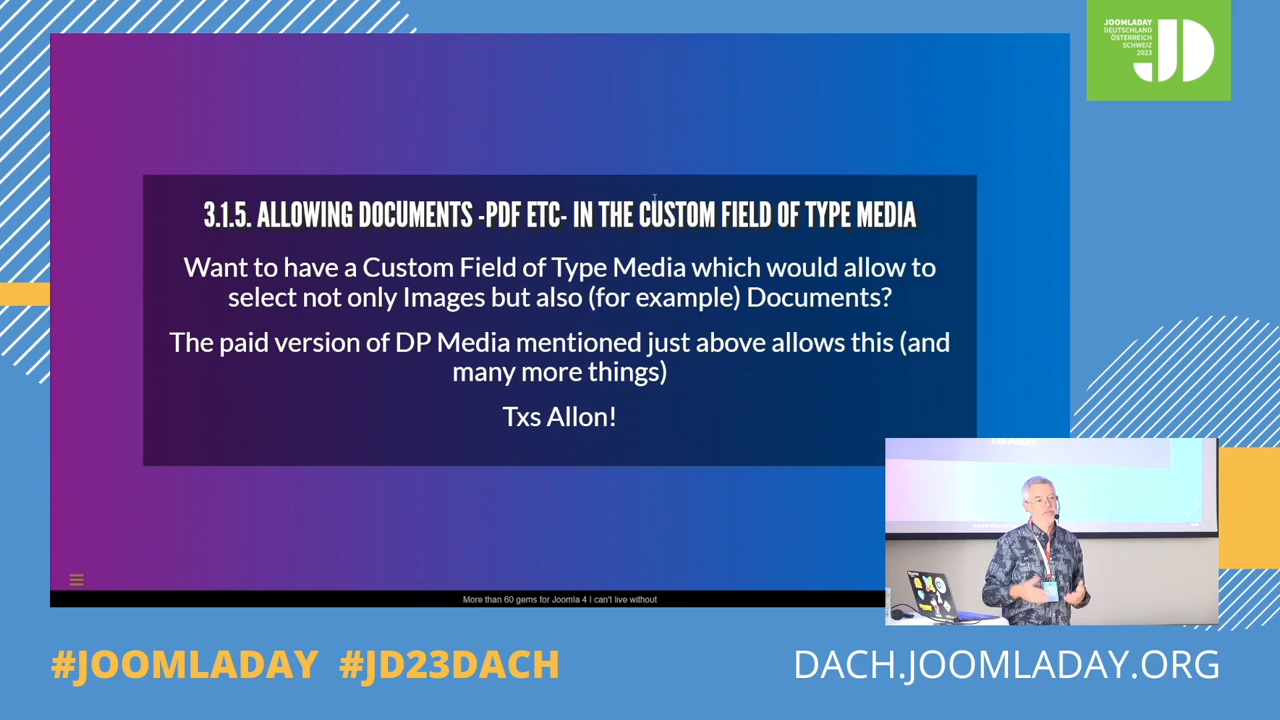 JOOMLADAY
DEUTSCHLAND
ÖSTERREICH
SCHWEIZ
2023
JD
3.1.5. ALLOWING DOCUMENTS -PDF ETC- IN THE CUSTOM FIELD OF TYPE MEDIA
Want to have a Custom Field of Type Media which would allow to
select not only Images but also (for example) Documents?
The paid version of DP Media mentioned just above allows this (and
many more things)
Txs Allon!
More than 60 gems for Joomla 4 I can't live without
#JOOMLADAY #JD23DACH
DACH.JOOMLADAY.ORG